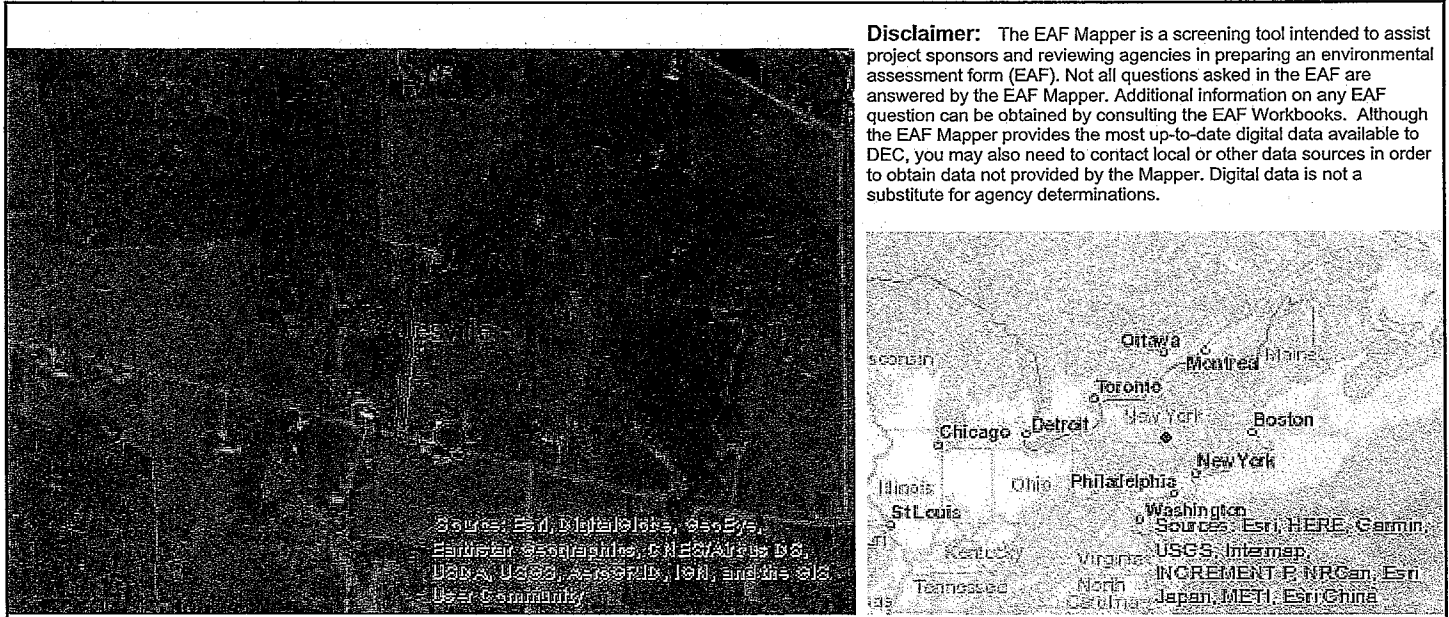 Disclaimer: The EAF Mapper is a screening tool intended to assist
project sponsors and reviewing agencies in preparing an environmental
assessment form (EAF). Not all questions asked in the EAF are
answered by the EAF Mapper. Additional information on any EAF
question can be obtained by consulting the EAF Workbooks. Although
the EAF Mapper provides the most up-to-date digital data available to
DEC, you may also need to contact local or other data sources in order
to obtain data not provided by the Mapper. Digital data is not a
substitute for agency determinations.
Ottawa
Montreal
Maine
Toronto
New York
Boston
Chicago
Detroit
New York
Illinois
Ohio
Philadelphia
St Louis
Washington
Kentucky
Virginia
Tennessee
North
Carolina
Sources: Esri, HERE, Garmin,
USGS, Intermap,
INCREMENT P, NRCan, Esri
Japan, METI, Esri China
Source: Esri, DigitalGlobe, GeoEye,
Earthstar Geographics, CNES/Airbus DS,
USDA, USGS, AeroGRID, IGN, and the GIS
User Community